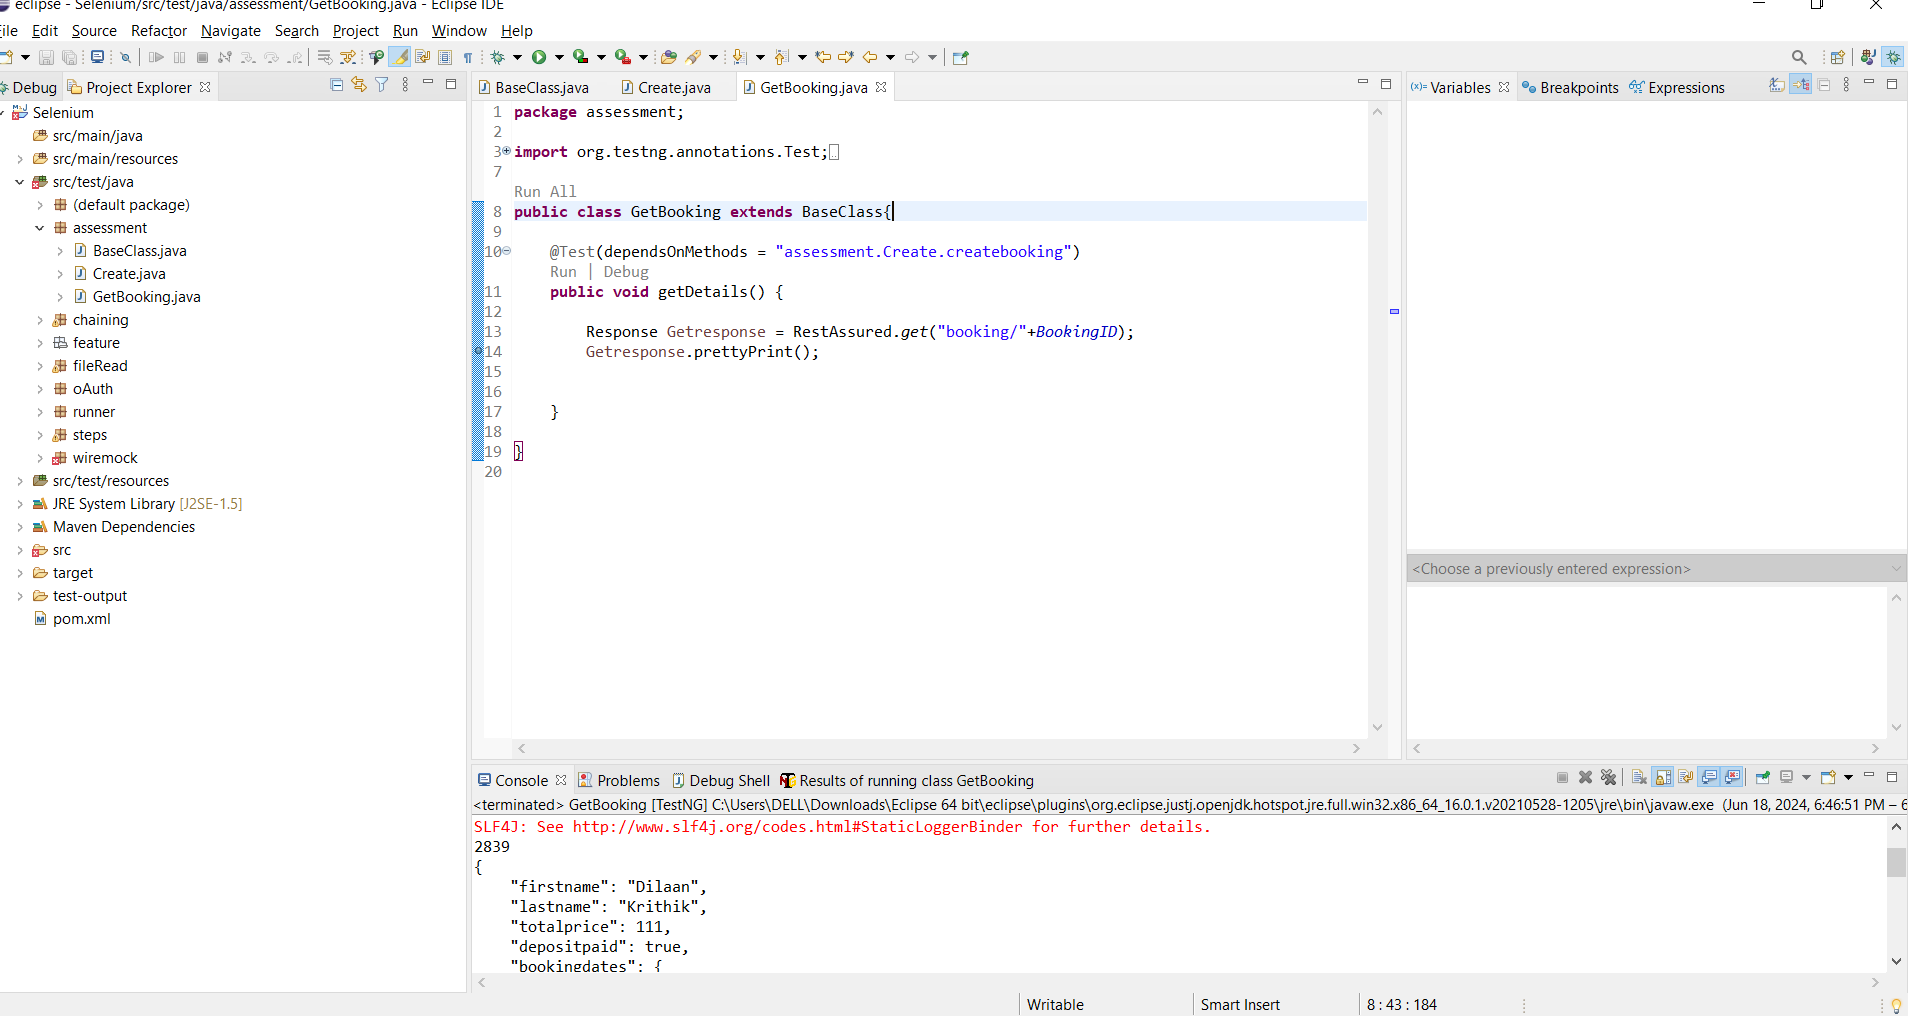 eclipse - Selenium/src/test/java/assessment/GetBooking.java - Eclipse IDE
ile Edit Source Refactor Navigate Search Project Run Window Help
Debug Project Explorer
Selenium
src/main/java
src/main/resources
src/test/java
(default package)
assessment
BaseClass.java
Create.java
GetBooking.java
chaining
feature
fileRead
oAuth
runner
steps
wiremock
src/test/resources
JRE System Library [J2SE-1.5]
Maven Dependencies
src
target
test-output
pom.xml
BaseClass.java Create.java GetBooking.java
1 package assessment;
2
3 import org.testng.annotations.Test;
7
Run All
8 public class GetBooking extends BaseClass{
9
10 @Test(dependsOnMethods = "assessment.Create.createbooking")
Run | Debug
11 public void getDetails() {
12
13 Response Getresponse = RestAssured.get("booking/"+BookingID);
14 Getresponse.prettyPrint();
15
16
17 }
18
19 }
20
(x)= Variables Breakpoints Expressions
<Choose a previously entered expression>
Console Problems Debug Shell Results of running class GetBooking
<terminated> GetBooking [TestNG] C:\Users\DELL\Downloads\Eclipse 64 bit\eclipse\plugins\org.eclipse.justj.openjdk.hotspot.jre.full.win32.x86_64_16.0.1.v20210528-1205\jre\bin\javaw.exe (Jun 18, 2024, 6:46:51 PM – 6
SLF4J: See http://www.slf4j.org/codes.html#StaticLoggerBinder for further details.
2839
{
"firstname": "Dilaan",
"lastname": "Krithik",
"totalprice": 111,
"depositpaid": true,
"bookingdates": {
Writable Smart Insert 8 : 43 : 184